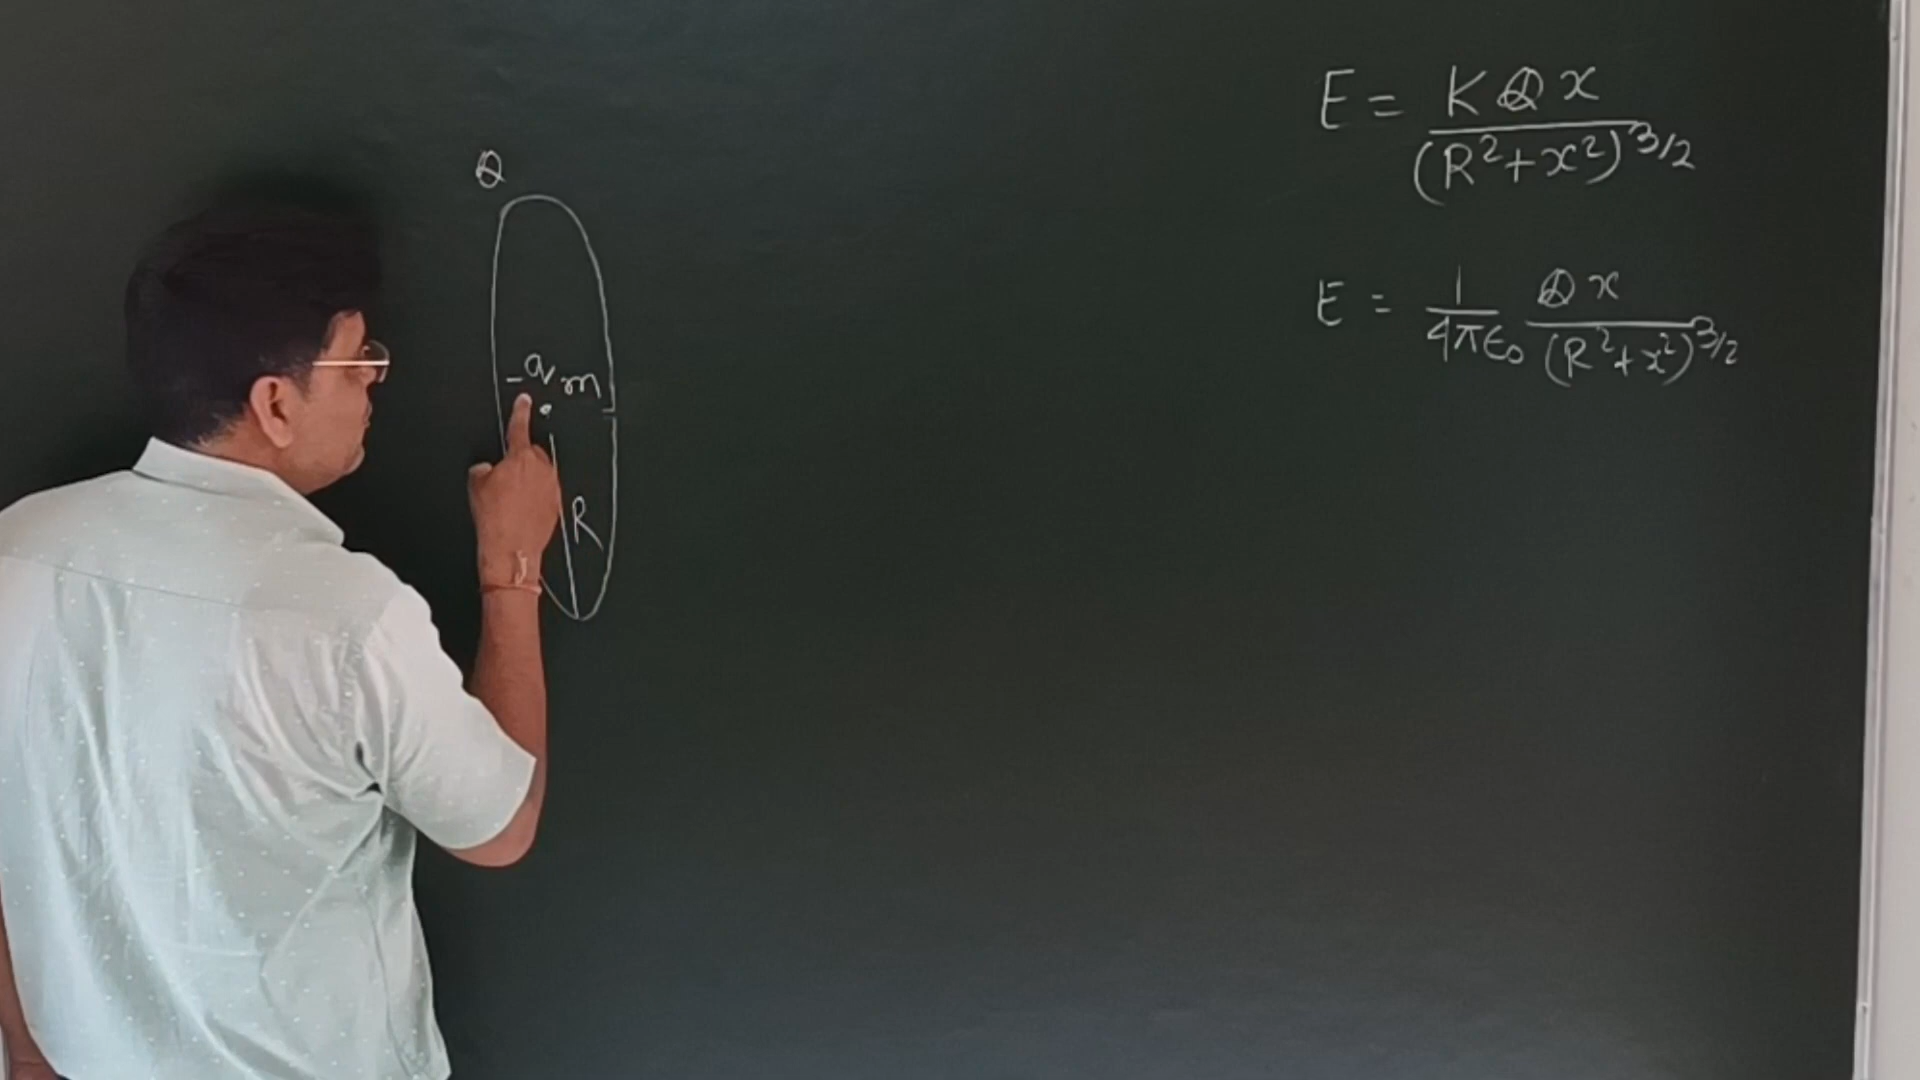 Q
-q, m
R
E = KQx/(R²+x²)^3/2
E = 1/4πε₀ Qx/(R²+x²)^3/2